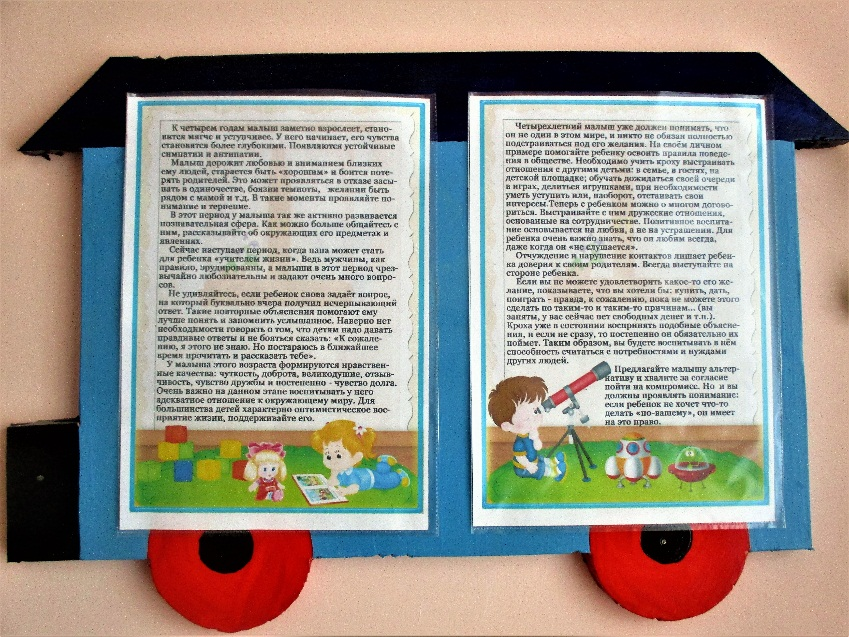 К четырем годам малыш заметно взрослеет, стано-
вится мягче и уступчивее. У него начинает, его чувства
становятся более глубокими. Появляются устойчивые
симпатии и антипатии.
Малыш дорожит любовью и вниманием близких
ему людей, старается быть «хорошим» и боится поте-
рять родителей. Это может проявляться в отказе засы-
пать в одиночестве, боязни темноты, желании быть
рядом с мамой и т.д. В такие моменты проявляйте по-
нимание и терпение.
В этот период у малыша так же активно развивается
познавательная сфера. Как можно больше общайтесь с
ним, рассказывайте об окружающих его предметах и
явлениях.
Сейчас наступает период, когда папа может стать
для ребенка «учителем жизни». Ведь мужчины, как
правило, эрудированны, а малыши в этот период чрез-
вычайно любознательны и задают очень много вопро-
сов.
Не удивляйтесь, если ребенок снова задаёт вопрос,
на который буквально вчера получил исчерпывающий
ответ. Такие повторные объяснения помогают ему
лучше понять и запомнить услышанное. Наверно нет
необходимости говорить о том, что детям надо давать
правдивые ответы и не бояться сказать: «К сожале-
нию, я этого не знаю. Но постараюсь в ближайшее
время прочитать и рассказать тебе».
У малыша этого возраста формируются нравствен-
ные качества: чуткость, доброта, великодушие, отзыв-
чивость, чувство дружбы и постепенно - чувство долга.
Очень важно на данном этапе воспитывать у него
адекватное отношение к окружающему миру. Для
большинства детей характерно оптимистическое вос-
приятие жизни, поддерживайте его.
Четырехлетний малыш уже должен понимать, что
он не один в этом мире, и никто не обязан полностью
подстраиваться под его желания. На своём личном
примере помогайте ребенку освоить правила поведе-
ния в обществе. Необходимо учить кроху выстраивать
отношения с другими детьми: в семье, в гостях, на
детской площадке; обучать дожидаться своей очереди
в играх, делиться игрушками, при необходимости
уметь уступить или, наоборот, отстаивать свои
интересы.Теперь с ребенком можно о многом догово-
риться. Выстраивайте с ним дружеские отношения,
основанные на сотрудничестве. Позитивное воспита-
ние основывается на любви, а не на устрашении. Для
ребенка очень важно знать, что он любим всегда,
даже когда он «не слушается».
Отчуждение и нарушение контактов лишает ребен-
ка доверия к своим родителям. Всегда выступайте на
стороне ребенка.
Если вы не можете удовлетворить какое-то его же-
лание, показываете, что вы хотели бы: купить, дать,
поиграть - правда, к сожалению, пока не можете этого
сделать по таким-то и таким-то причинам... (вы
заняты, у вас сейчас нет свободных денег и т.п.).
Кроха уже в состоянии воспринять подобные объясне-
ния, и если не сразу, то постепенно он обязательно их
поймет. Таким образом, вы будете воспитывать в нём
способность считаться с потребностями и нуждами
других людей.
Предлагайте малышу альтер-
нативу и хвалите за согласие
пойти на компромисс. Но и вы
должны проявлять понимание:
если ребенок не хочет что-то
делать «по-вашему», он имеет
на это право.